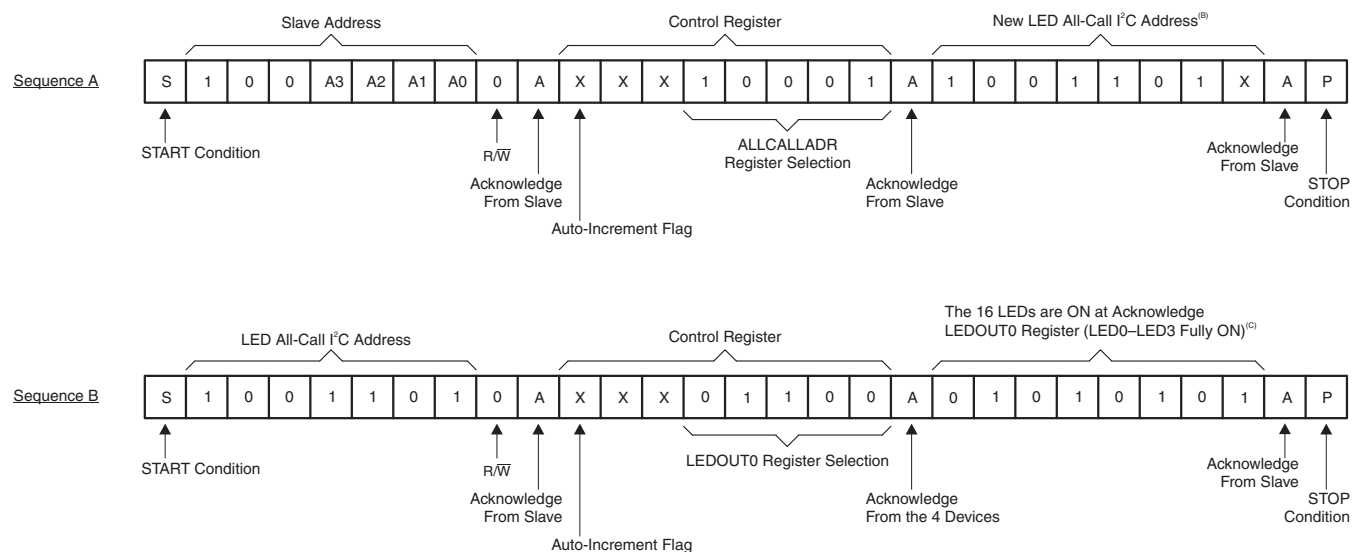 Slave Address
Control Register
New LED All-Call I²C Address(B)
Sequence A
S 1 0 0 A3 A2 A1 A0 0 A X X X 1 0 0 0 1 A 1 0 0 1 1 0 1 X A P
START Condition
R/W̅
Acknowledge
From Slave
Auto-Increment Flag
ALLCALLADR
Register Selection
Acknowledge
From Slave
Acknowledge
From Slave
STOP
Condition
LED All-Call I²C Address
Control Register
The 16 LEDs are ON at Acknowledge
LEDOUT0 Register (LED0–LED3 Fully ON)(C)
Sequence B
S 1 0 0 1 1 0 1 0 A X X X 0 1 1 0 0 A 0 1 0 1 0 1 0 1 A P
START Condition
R/W̅
Acknowledge
From Slave
Auto-Increment Flag
LEDOUT0 Register Selection
Acknowledge
From the 4 Devices
Acknowledge
From Slave
STOP
Condition